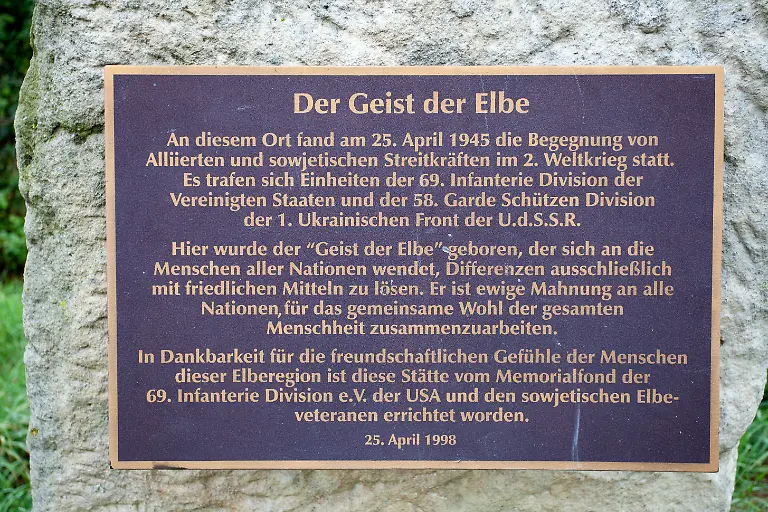 Der Geist der Elbe
An diesem Ort fand am 25. April 1945 die Begegnung von
Alliierten und sowjetischen Streitkräften im 2. Weltkrieg statt.
Es trafen sich Einheiten der 69. Infanterie Division der
Vereinigten Staaten und der 58. Garde Schützen Division
der 1. Ukrainischen Front der U.d.S.S.R.
Hier wurde der “Geist der Elbe” geboren, der sich an die
Menschen aller Nationen wendet, Differenzen ausschließlich
mit friedlichen Mitteln zu lösen. Er ist ewige Mahnung an alle
Nationen, für das gemeinsame Wohl der gesamten
Menschheit zusammenzuarbeiten.
In Dankbarkeit für die freundschaftlichen Gefühle der Menschen
dieser Elberegion ist diese Stätte vom Memorialfond der
69. Infanterie Division e.V. der USA und den sowjetischen Elbe-
veteranen errichtet worden.
25. April 1998